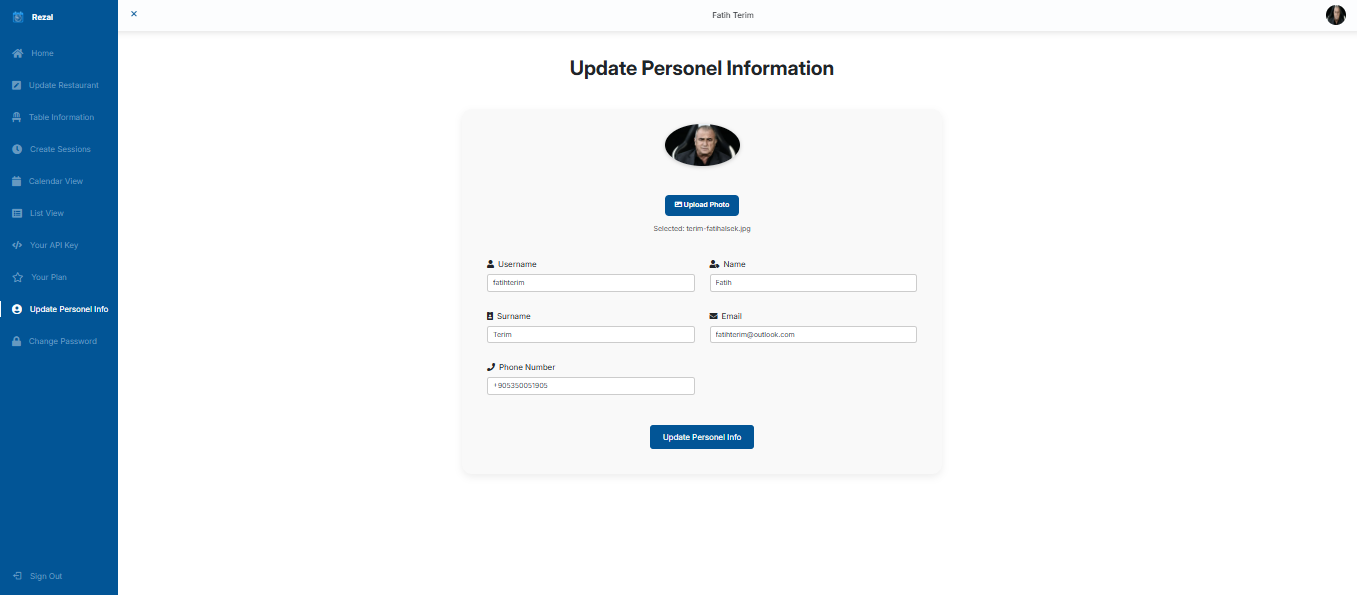 Rezal
Home
Update Restaurant
Table Information
Create Sessions
Calendar View
List View
Your API Key
Your Plan
Update Personel Info
Change Password
Sign Out
Fatih Terim
Update Personel Information
Upload Photo
Selected: terim-fatihalsek.jpg
Username
Name
fatihterim
Fatih
Surname
Email
Terim
fatihterim@outlook.com
Phone Number
+905350051905
Update Personel Info